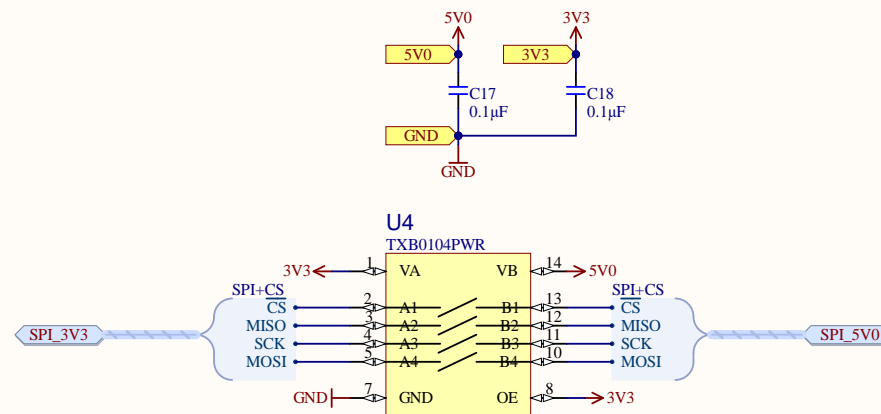 5V0 3V3
5V0 3V3
C17 C18
0.1µF 0.1µF
GND
GND
U4
TXB0104PWR
3V3 1 VA VB 14 5V0
SPI+CS SPI+CS
CS 2 A1 B1 13 CS
MISO 3 A2 B2 12 MISO
SPI_3V3 SCK 4 A3 B3 11 SCK SPI_5V0
MOSI 5 A4 B4 10 MOSI
GND 7 GND OE 8 3V3